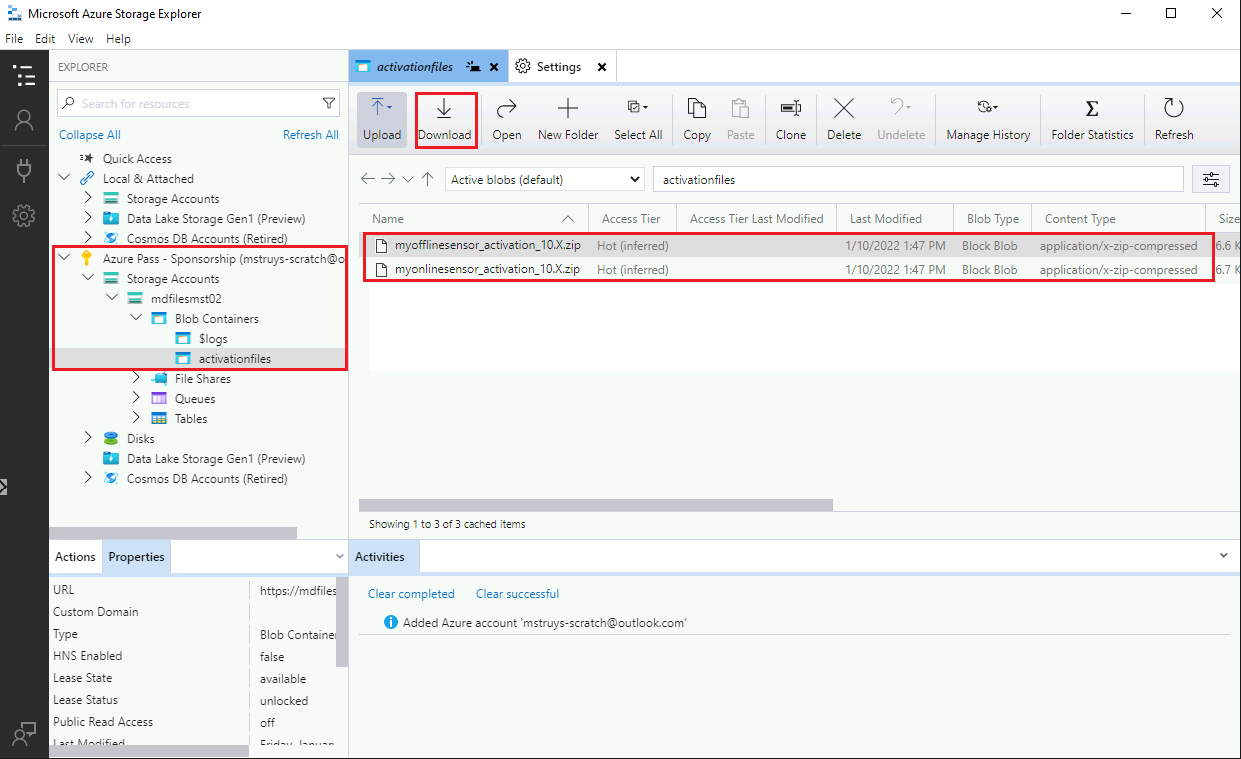 Microsoft Azure Storage Explorer
File Edit View Help
EXPLORER
Search for resources
Collapse All Refresh All
Quick Access
Local & Attached
Storage Accounts
Data Lake Storage Gen1 (Preview)
Cosmos DB Accounts (Retired)
Azure Pass - Sponsorship (mstruys-scratch@o
Storage Accounts
mdfilesmst02
Blob Containers
$logs
activationfiles
File Shares
Queues
Tables
Disks
Data Lake Storage Gen1 (Preview)
Cosmos DB Accounts (Retired)
Actions Properties
URL https://mdfiles
Custom Domain
Type Blob Container
HNS Enabled false
Lease State available
Lease Status unlocked
Public Read Access off
Last Modified Friday, Januar
activationfiles Settings
Upload Download Open New Folder Select All Copy Paste Clone Delete Undelete Manage History Folder Statistics Refresh
Active blobs (default) activationfiles
Name Access Tier Access Tier Last Modified Last Modified Blob Type Content Type Size
myofflinesensor_activation_10.X.zip Hot (inferred) 1/10/2022 1:47 PM Block Blob application/x-zip-compressed 6.6 K
myonlinesensor_activation_10.X.zip Hot (inferred) 1/10/2022 1:47 PM Block Blob application/x-zip-compressed 6.7 K
Showing 1 to 3 of 3 cached items
Activities
Clear completed Clear successful
Added Azure account 'mstruys-scratch@outlook.com'